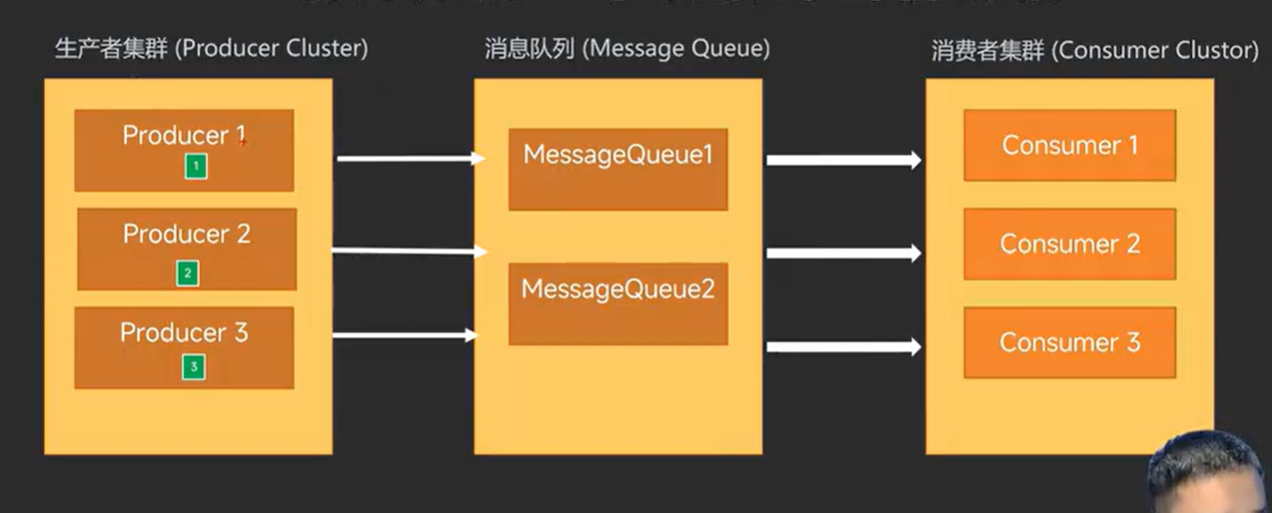 生产者集群 (Producer Cluster)
消息队列 (Message Queue)
消费者集群 (Consumer Clustor)
Producer 1
1
Producer 2
2
Producer 3
3
MessageQueue1
MessageQueue2
Consumer 1
Consumer 2
Consumer 3